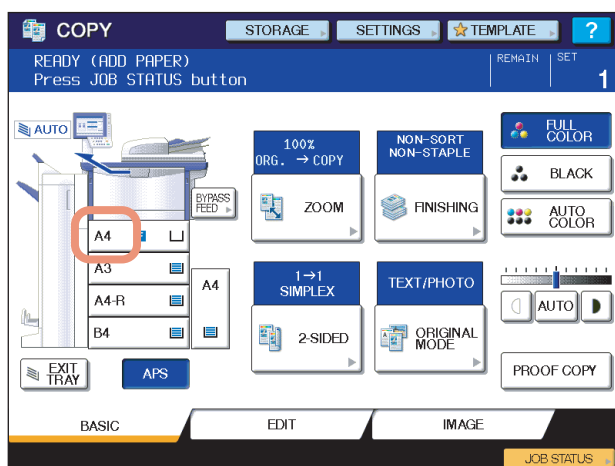 COPY
STORAGE
SETTINGS
TEMPLATE
?
READY (ADD PAPER)
Press JOB STATUS button
REMAIN
SET
1
AUTO
BYPASS
FEED
A4
A3
A4-R
B4
A4
EXIT
TRAY
APS
100%
ORG. → COPY
ZOOM
NON-SORT
NON-STAPLE
FINISHING
1→1
SIMPLEX
2-SIDED
TEXT/PHOTO
ORIGINAL
MODE
FULL
COLOR
BLACK
AUTO
COLOR
AUTO
PROOF COPY
BASIC
EDIT
IMAGE
JOB STATUS